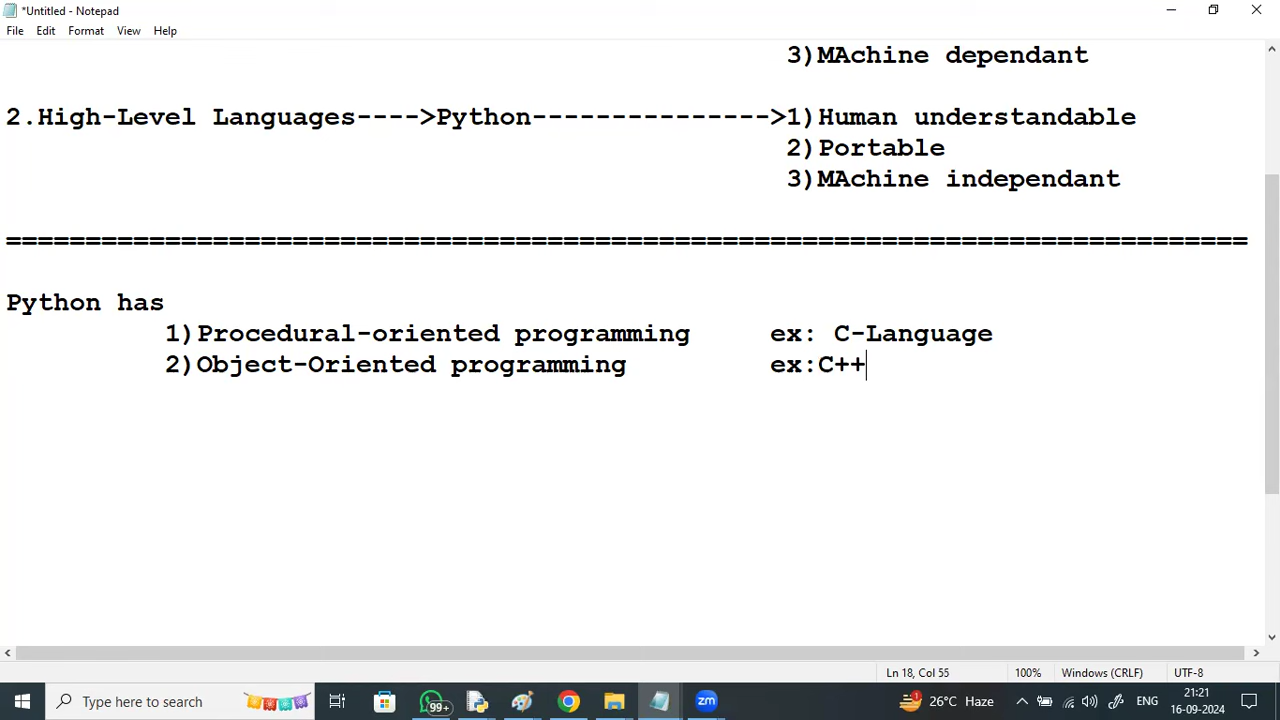 *Untitled - Notepad
File Edit Format View Help
3)MAchine dependant
2.High-Level Languages---->Python--------------->1)Human understandable
2)Portable
3)MAchine independant
==============================================================================
Python has
1)Procedural-oriented programming ex: C-Language
2)Object-Oriented programming ex:C++
Ln 18, Col 55 100% Windows (CRLF) UTF-8
Type here to search 99+ zm 1 26°C Haze ENG 21:21
16-09-2024